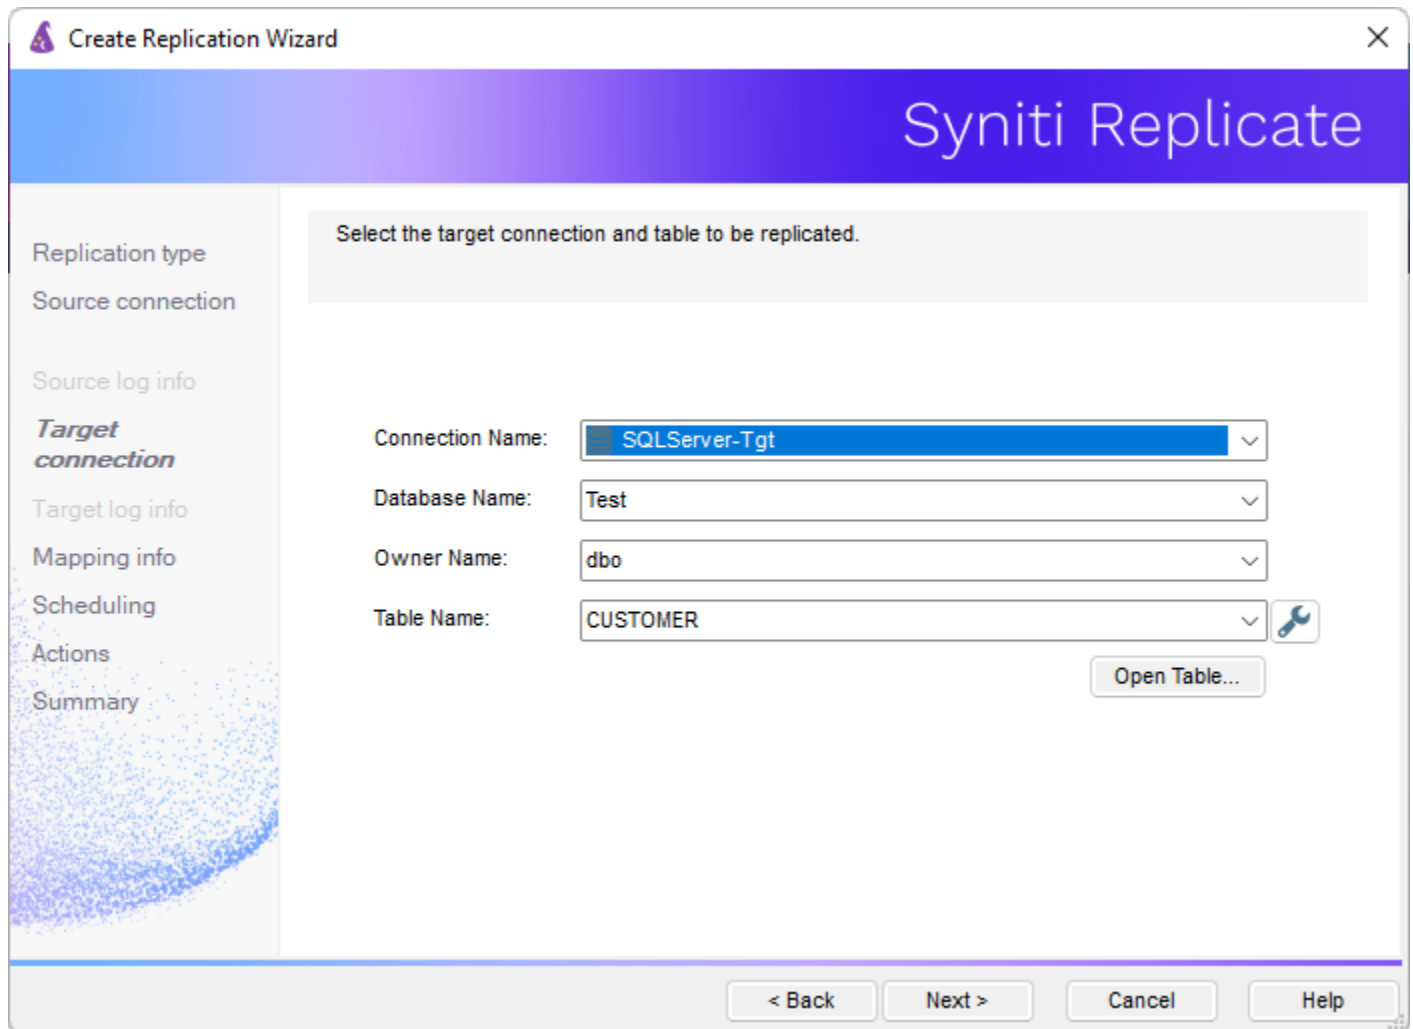 Create Replication Wizard
Syniti Replicate
Replication type
Source connection
Source log info
Target
connection
Target log info
Mapping info
Scheduling
Actions
Summary
Select the target connection and table to be replicated.
Connection Name: SQLServer-Tgt
Database Name: Test
Owner Name: dbo
Table Name: CUSTOMER
Open Table...
< Back Next > Cancel Help